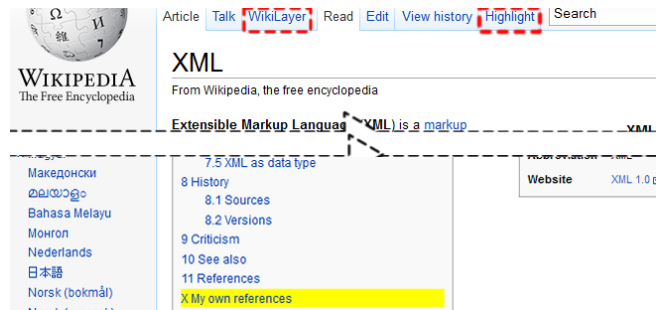 Article Talk WikiLayer Read Edit View history Highlight Search
WIKIPEDIA
The Free Encyclopedia
XML
From Wikipedia, the free encyclopedia
Extensible Markup Languag (XML) is a markup
XML
7.5 XML as data type
8 History
8.1 Sources
8.2 Versions
9 Criticism
10 See also
11 References
X My own references
Македонски
മലയാളം
Bahasa Melayu
Монгол
Nederlands
日本語
Norsk (bokmål)
Website XML 1.0